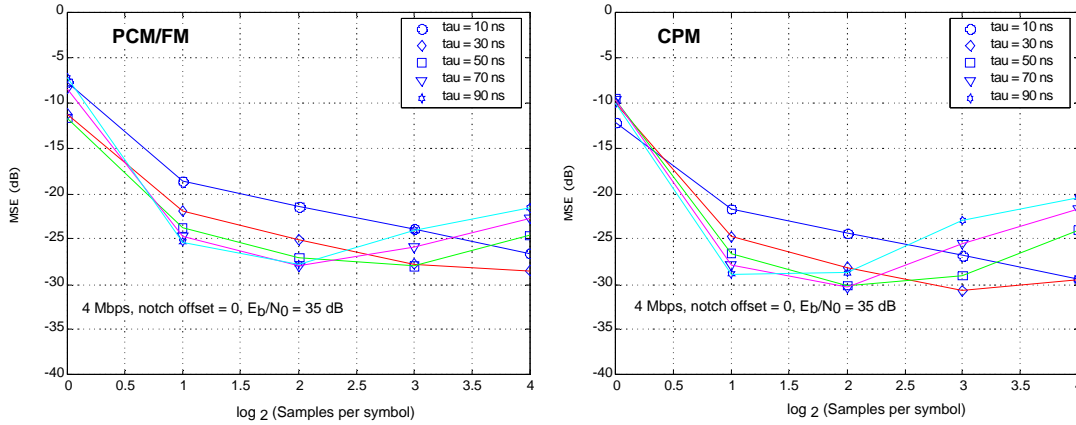 PCM/FM
tau = 10 ns
tau = 30 ns
tau = 50 ns
tau = 70 ns
tau = 90 ns
0
-5
-10
-15
-20
-25
-30
-35
-40
MSE (dB)
4 Mbps, notch offset = 0, Eb/N0 = 35 dB
0 0.5 1 1.5 2 2.5 3 3.5 4
log 2 (Samples per symbol)
CPM
tau = 10 ns
tau = 30 ns
tau = 50 ns
tau = 70 ns
tau = 90 ns
0
-5
-10
-15
-20
-25
-30
-35
-40
MSE (dB)
4 Mbps, notch offset = 0, Eb/N0 = 35 dB
0 0.5 1 1.5 2 2.5 3 3.5 4
log 2 (Samples per symbol)